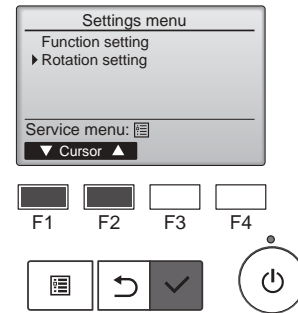 Settings menu
Function setting
Rotation setting
Service menu:
▼ Cursor ▲
F1 F2 F3 F4